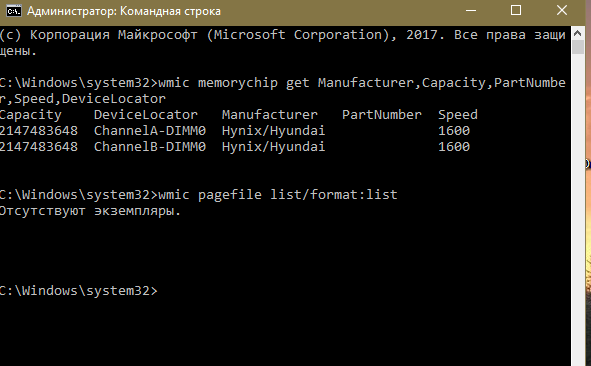 Администратор: Командная строка
(c) Корпорация Майкрософт (Microsoft Corporation), 2017. Все права защи
щены.
C:\Windows\system32>wmic memorychip get Manufacturer,Capacity,PartNumbe
r,Speed,DeviceLocator
Capacity DeviceLocator Manufacturer PartNumber Speed
2147483648 ChannelA-DIMM0 Hynix/Hyundai 1600
2147483648 ChannelB-DIMM0 Hynix/Hyundai 1600
C:\Windows\system32>wmic pagefile list/format:list
Отсутствуют экземпляры.
C:\Windows\system32>